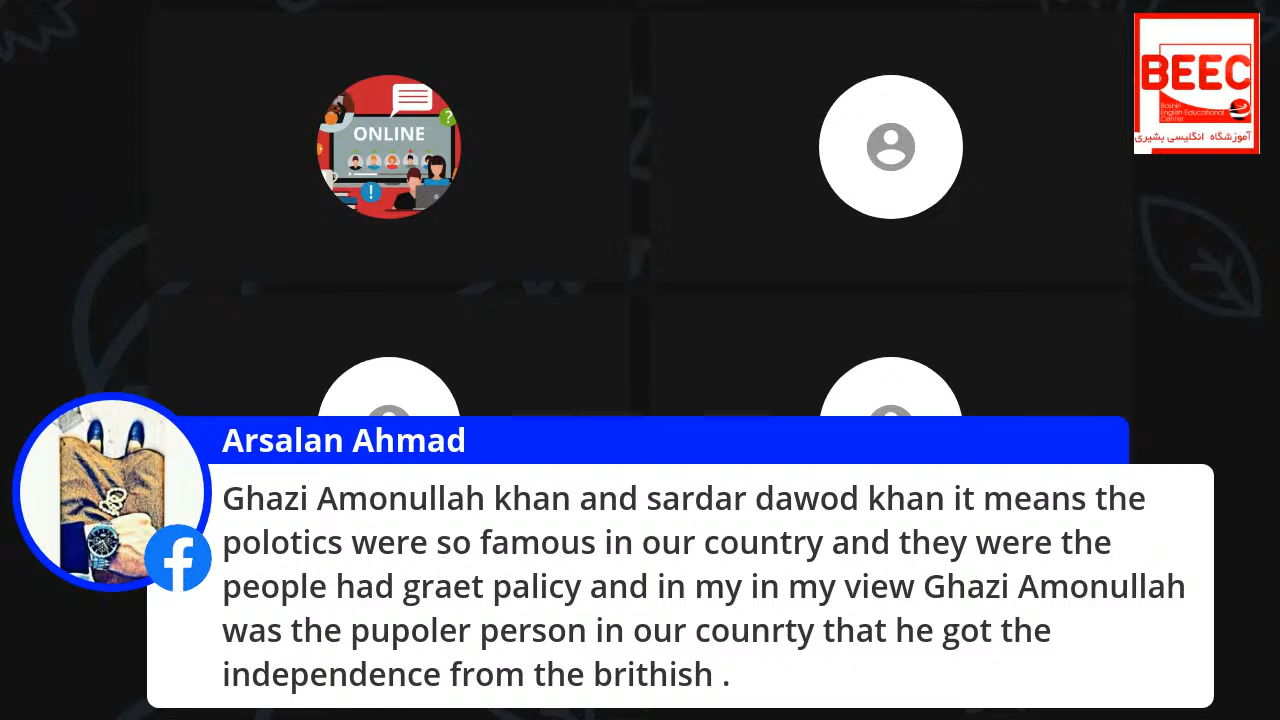 ONLINE
?
!
BEEC
Bashiri
English Educational
Center
آموزشگاه انگلیسی بشیری
Arsalan Ahmad
Ghazi Amonullah khan and sardar dawod khan it means the
polotics were so famous in our country and they were the
people had graet palicy and in my in my view Ghazi Amonullah
was the pupoler person in our counrty that he got the
independence from the brithish .